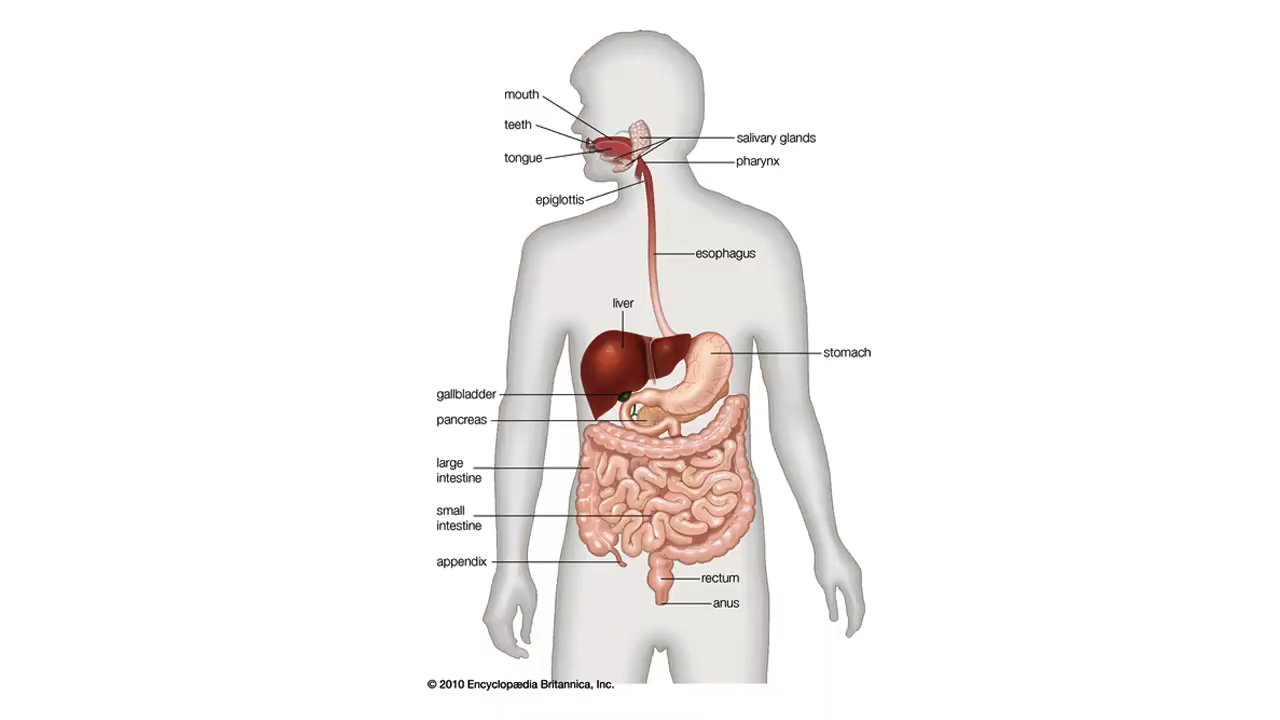 mouth
teeth
tongue
salivary glands
pharynx
epiglottis
esophagus
liver
stomach
gallbladder
pancreas
large
intestine
small
intestine
appendix
rectum
anus
© 2010 Encyclopædia Britannica, Inc.